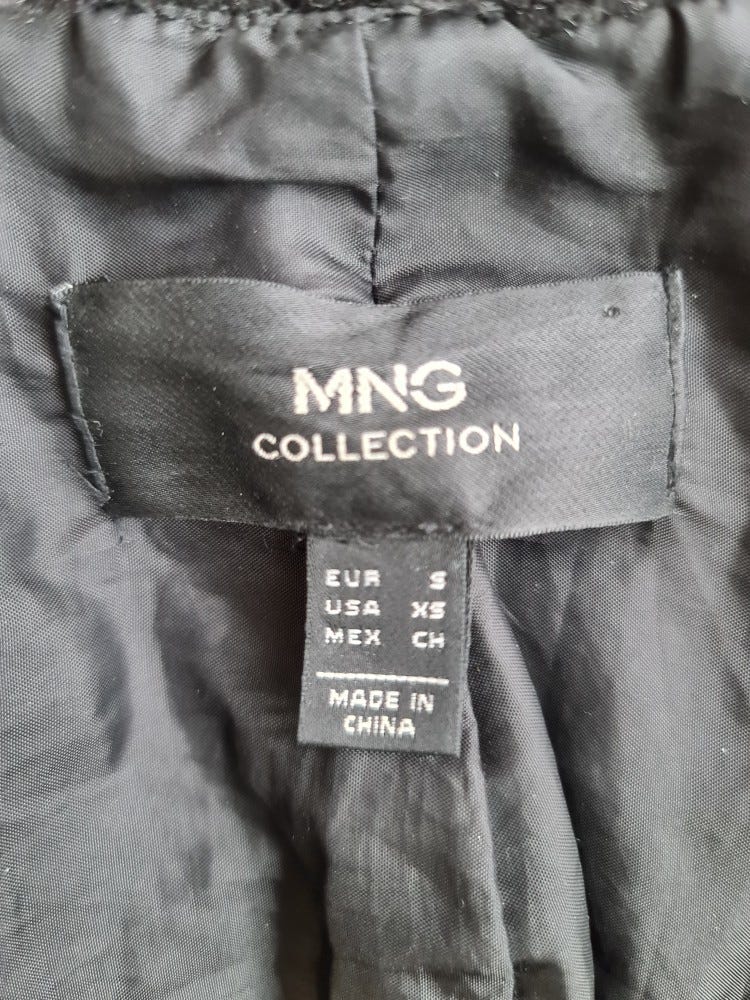 MNG
COLLECTION
EUR S
USA XS
MEX CH
MADE IN
CHINA